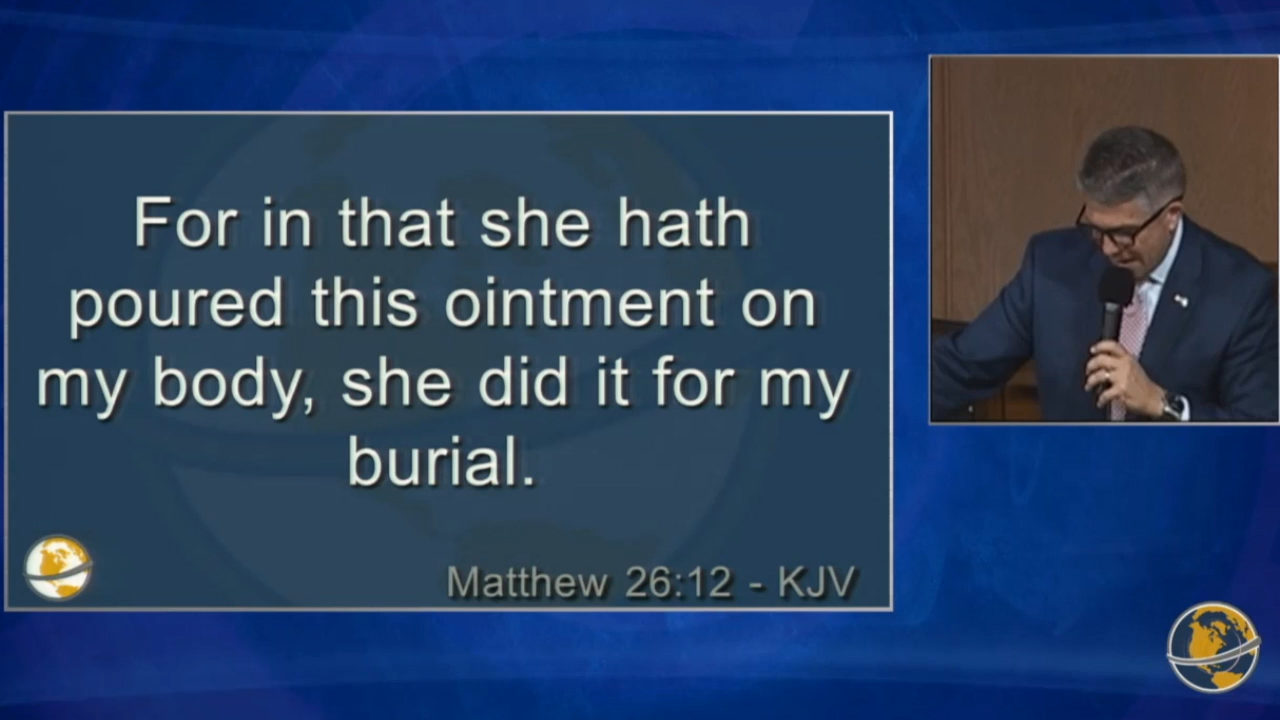 For in that she hath
poured this ointment on
my body, she did it for my
burial.
Matthew 26:12 - KJV